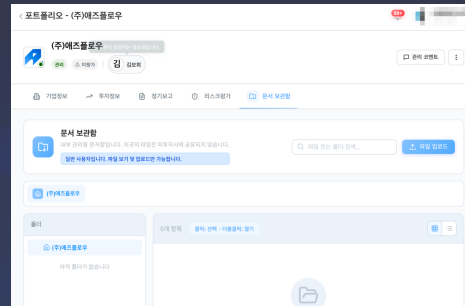 포트폴리오 - (주)애즈플로우
99+
(주)애즈플로우
관리
김 김보희
관리 코멘트
기업정보
투자정보
정기보고
리스크평가
문서 보관함
문서 보관함
내부 관리용 문서함입니다. 이곳의 파일은 피투자사에 공유되지 않습니다.
일반 사용자입니다. 파일 보기 및 업로드만 가능합니다.
파일 또는 폴더 검색...
파일 업로드
(주)애즈플로우
폴더
(주)애즈플로우
아직 폴더가 없습니다
0개 항목
클릭: 선택 · 더블클릭: 열기